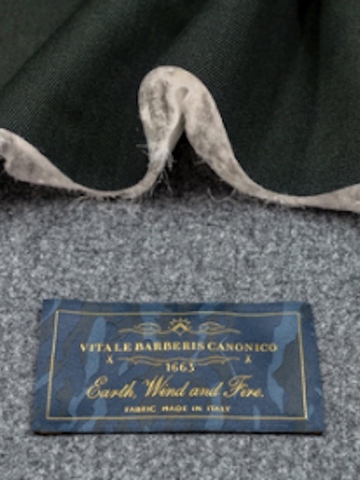 VITALE BARBERIS CANONICO
1663
Earth, Wind and Fire.
FABRIC MADE IN ITALY